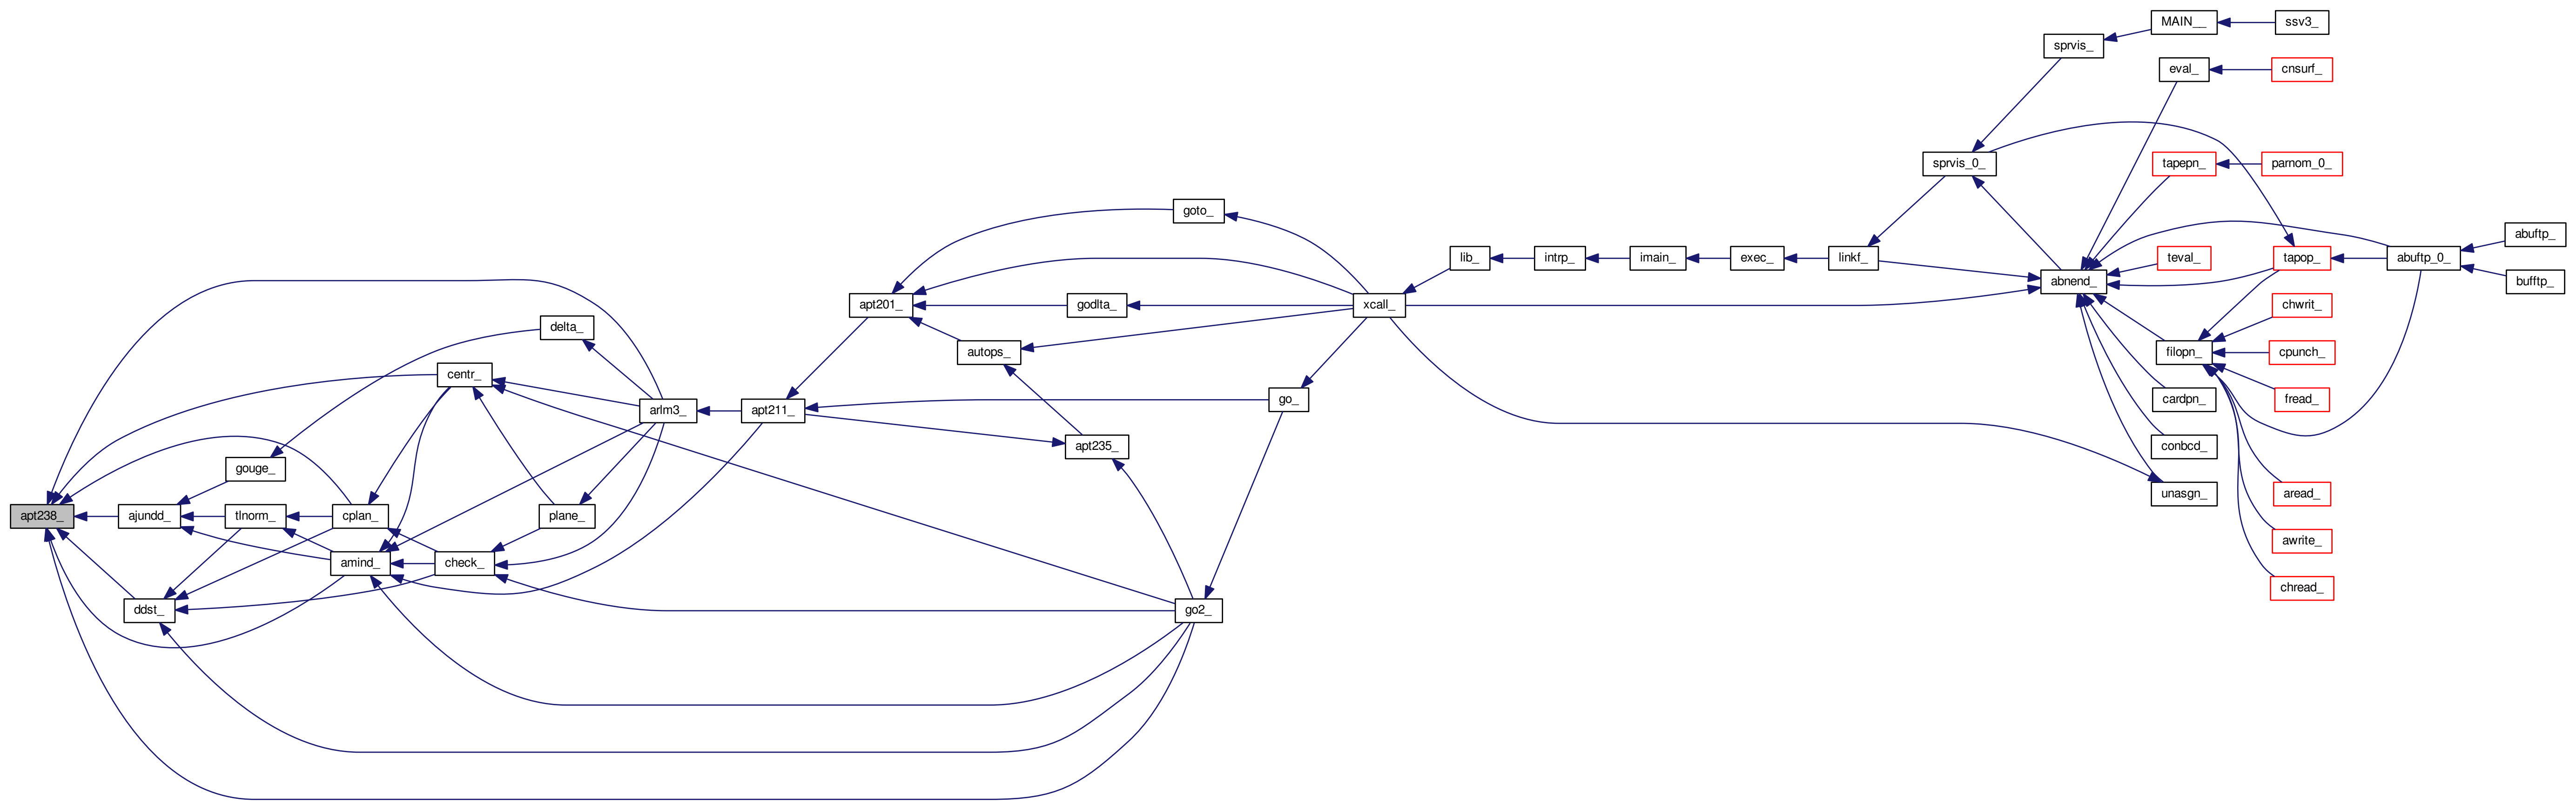 apt238_
ajundd_
ddst_
gouge_
tlnorm_
cplan_
amind_
centr_
check_
delta_
plane_
arlm3_
apt211_
apt201_
autops_
apt235_
godlta_
goto_
go2_
go_
xcall_
lib_
intrp_
imain_
exec_
linkf_
sprvis_0_
sprvis_
MAIN__
ssv3_
abnend_
eval_
cnsurf_
tapepn_
parnom_0_
teval_
tapop_
abuftp_0_
abuftp_
bufftp_
filopn_
chwrit_
cpunch_
fread_
cardpn_
conbcd_
unasgn_
aread_
awrite_
chread_